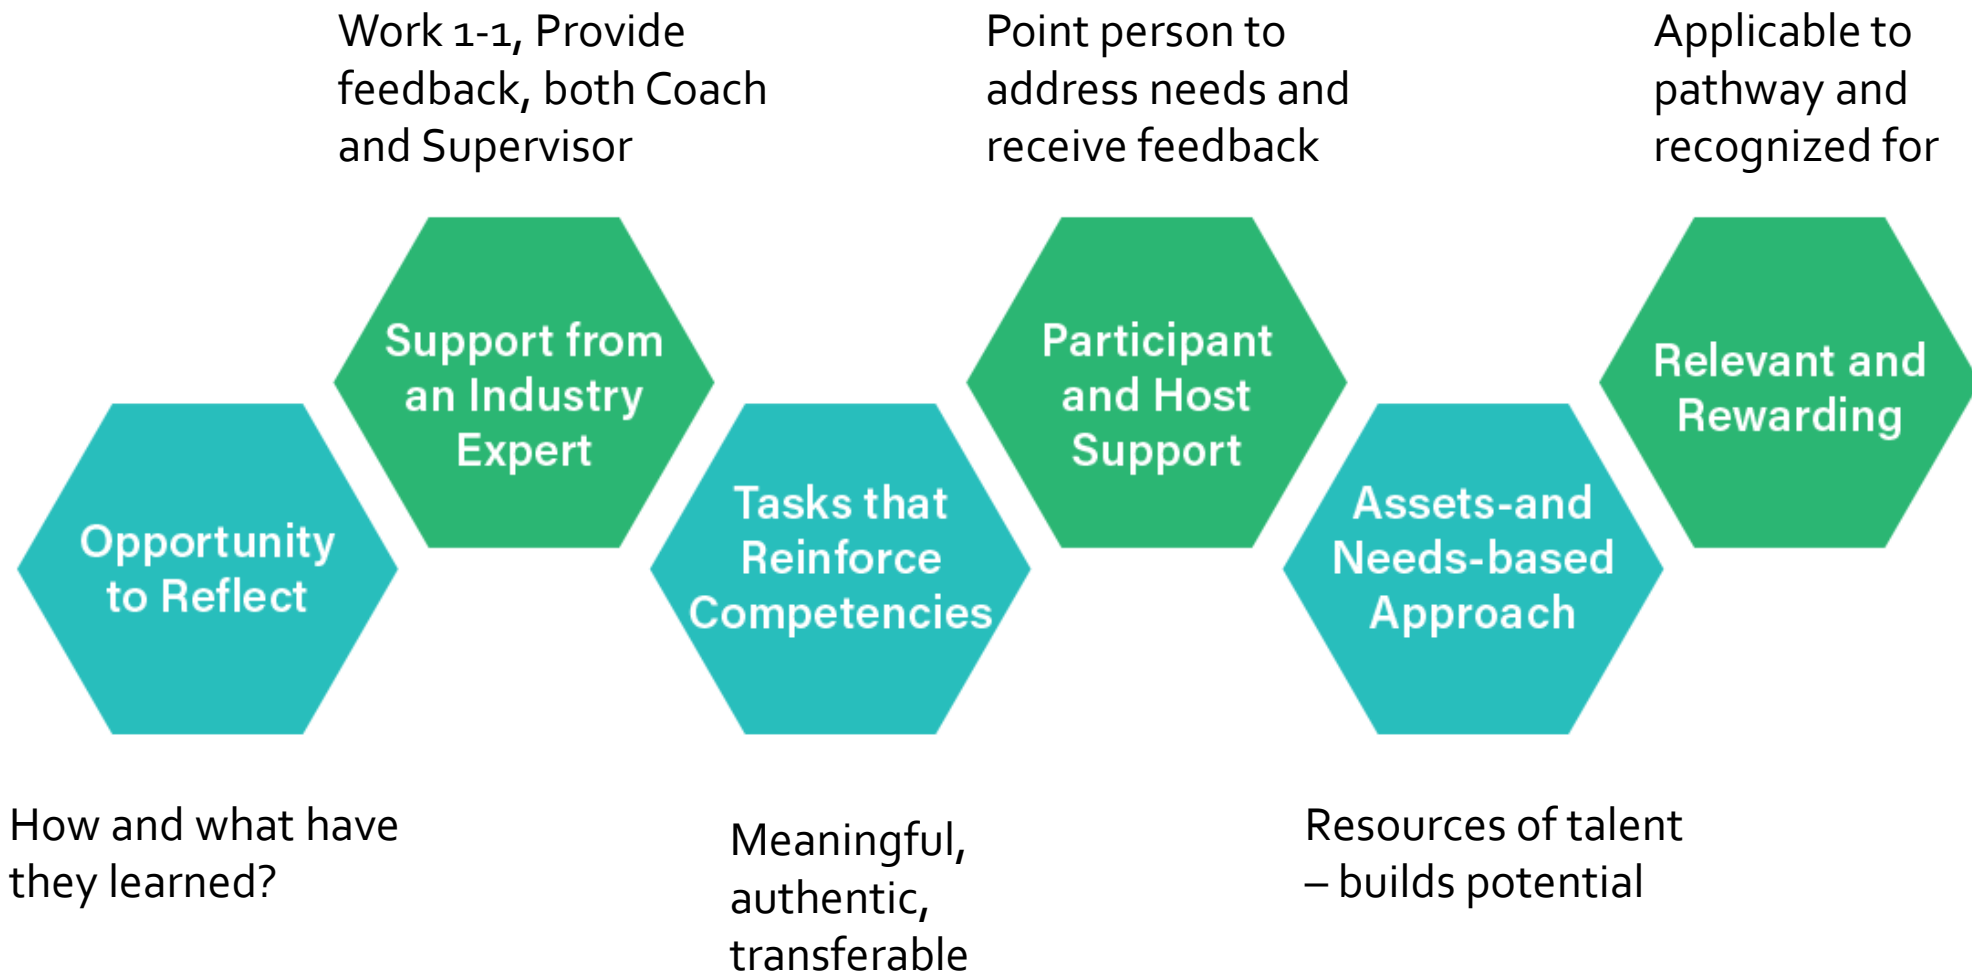 Work 1-1, Provide
feedback, both Coach
and Supervisor
Point person to
address needs and
receive feedback
Applicable to
pathway and
recognized for
Opportunity
to Reflect
Support from
an Industry
Expert
Tasks that
Reinforce
Competencies
Participant
and Host
Support
Assets-and
Needs-based
Approach
Relevant and
Rewarding
How and what have
they learned?
Meaningful,
authentic,
transferable
Resources of talent
– builds potential